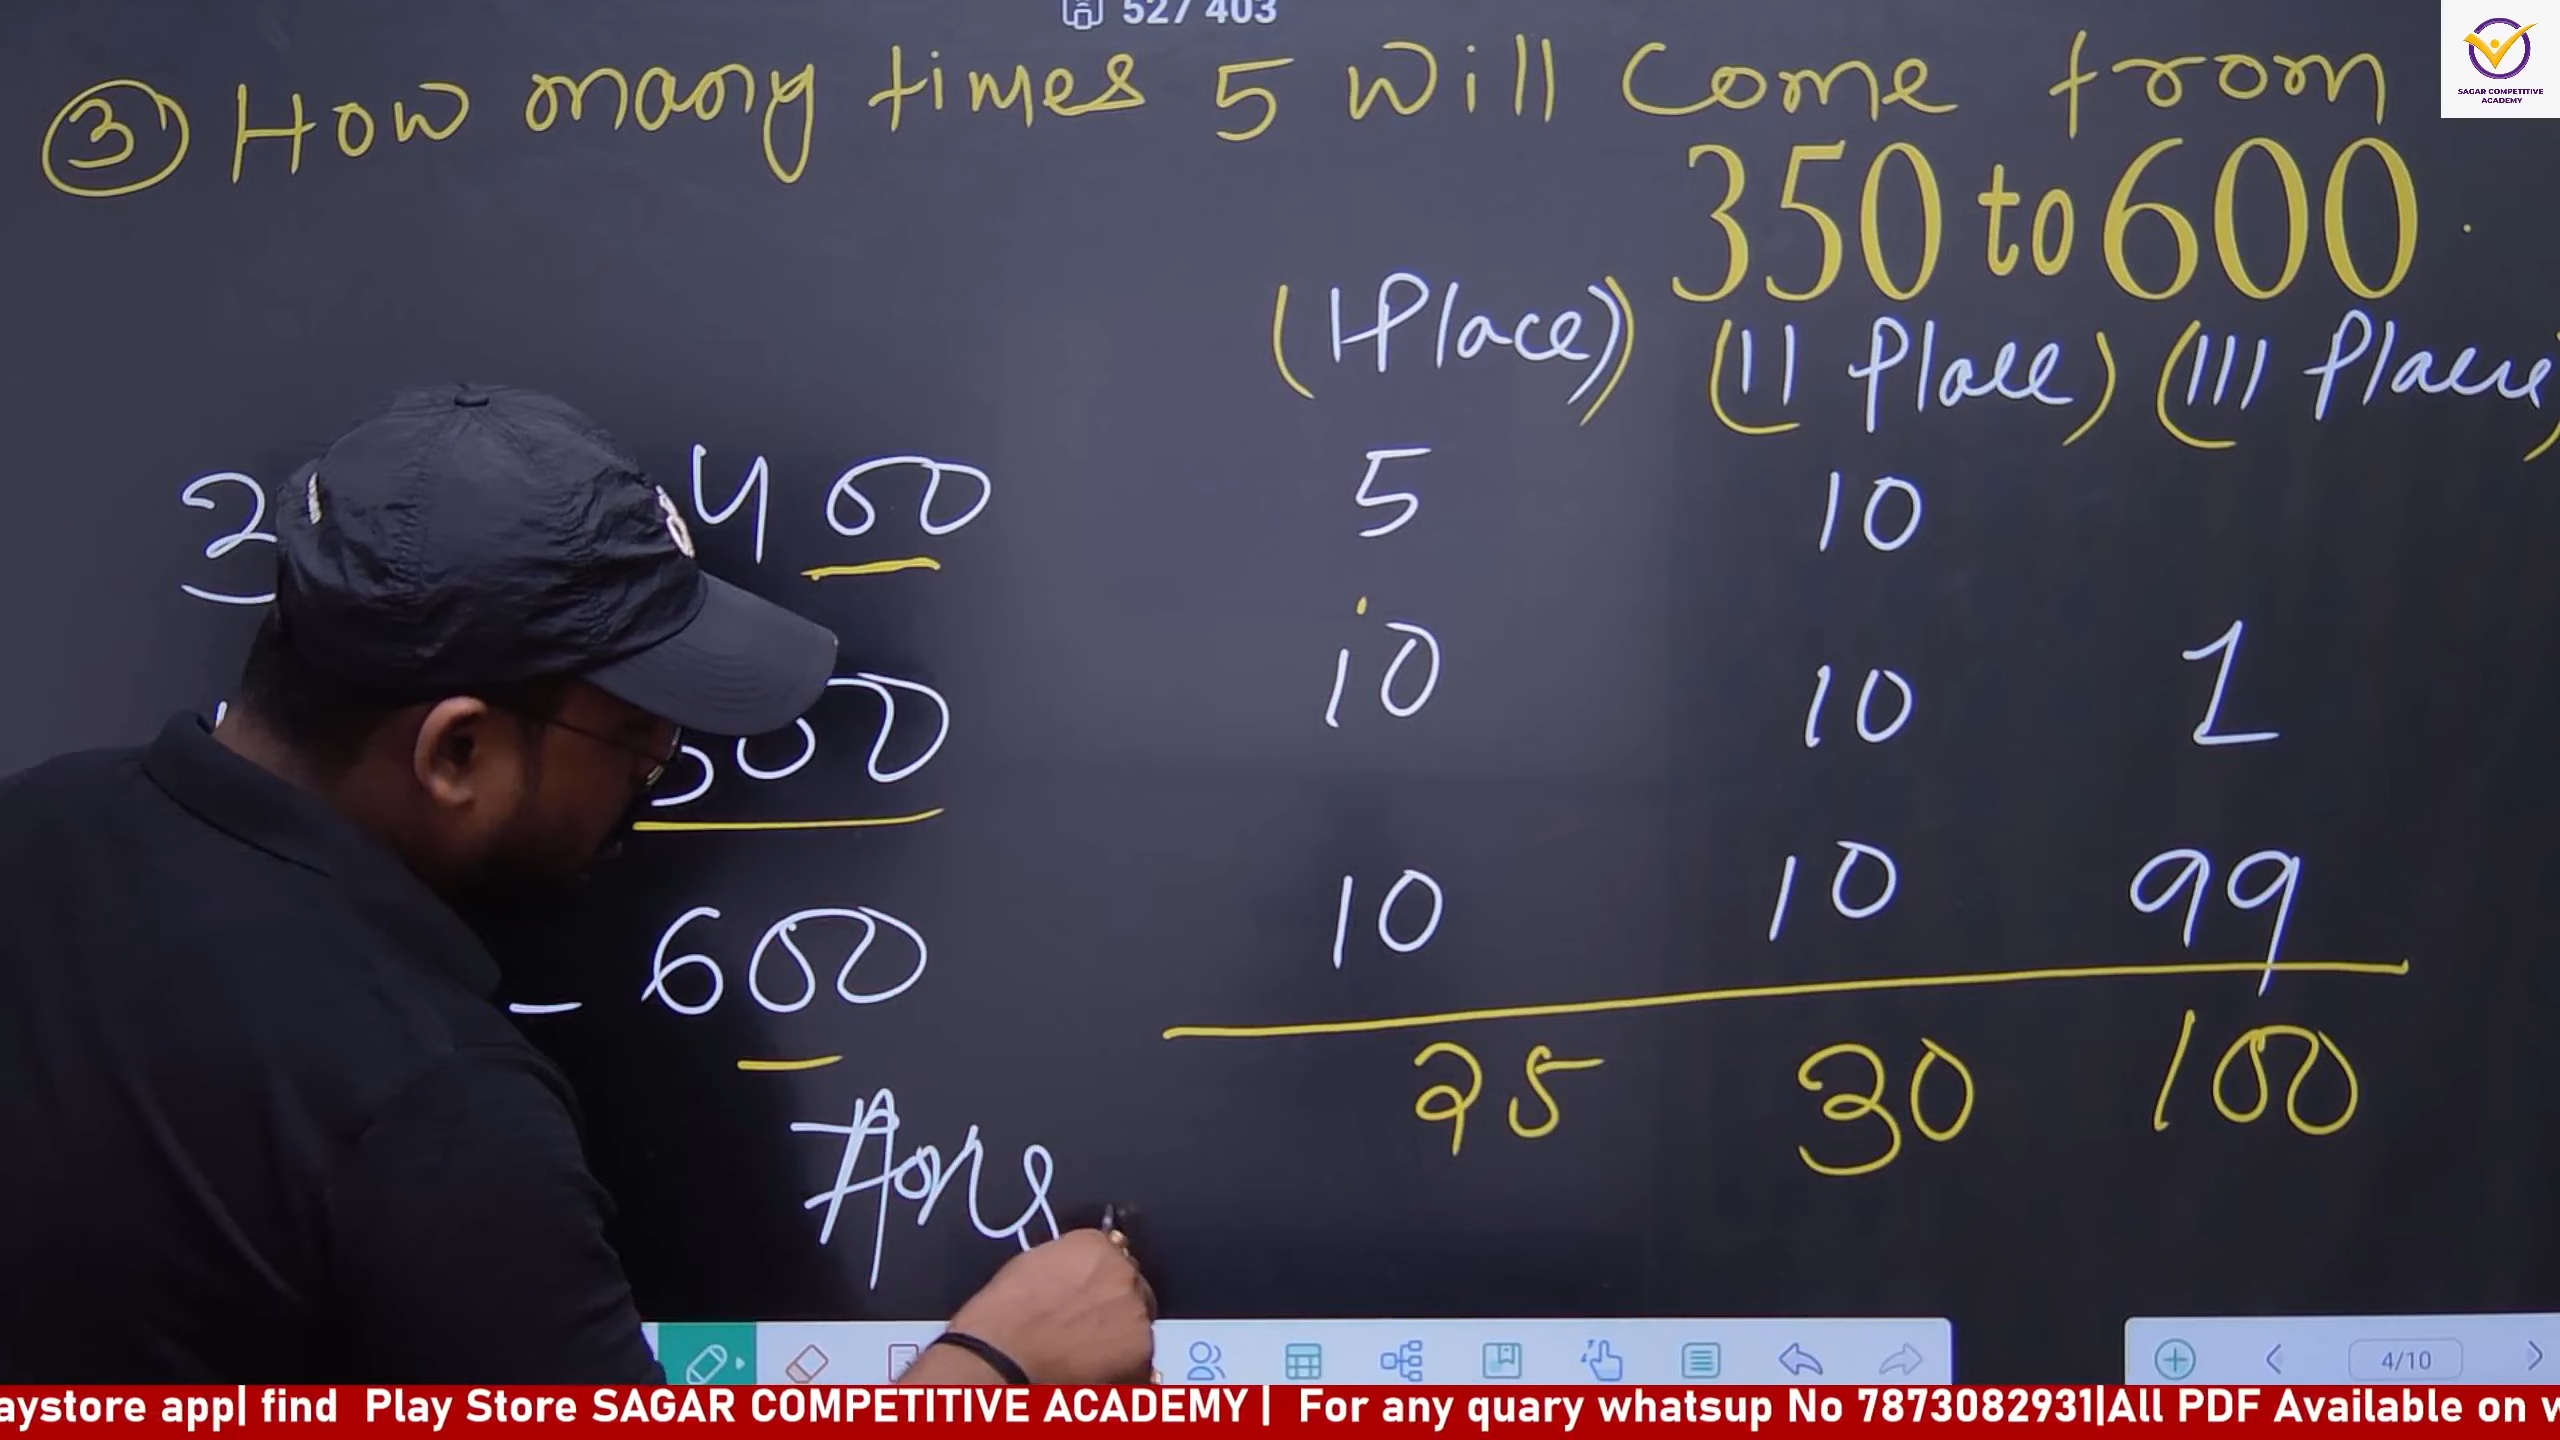 527 403
③ How many times 5 will come from
350 to 600
SAGAR COMPETITIVE
ACADEMY
(I Place) (II Place) (III Place)
3 400 5 10
500 10 10 1
- 600 10 10 99
25 30 100
Ans
4/10
aystore app| find Play Store SAGAR COMPETITIVE ACADEMY | For any quary whatsup No 7873082931|All PDF Available on w